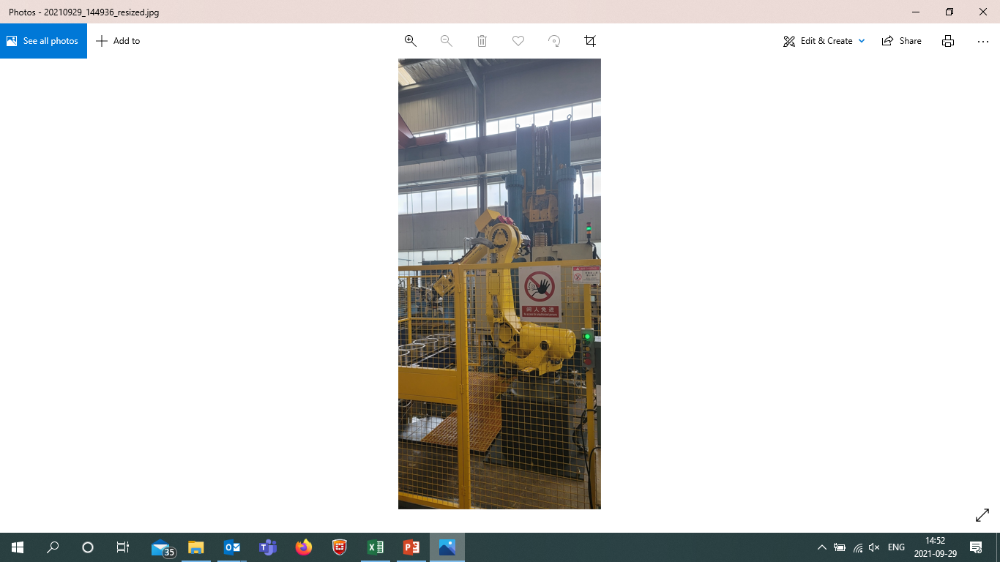 Photos - 20210929_144936_resized.jpg
See all photos
Add to
Edit & Create
Share
闲人免进
35
ENG
14:52
2021-09-29